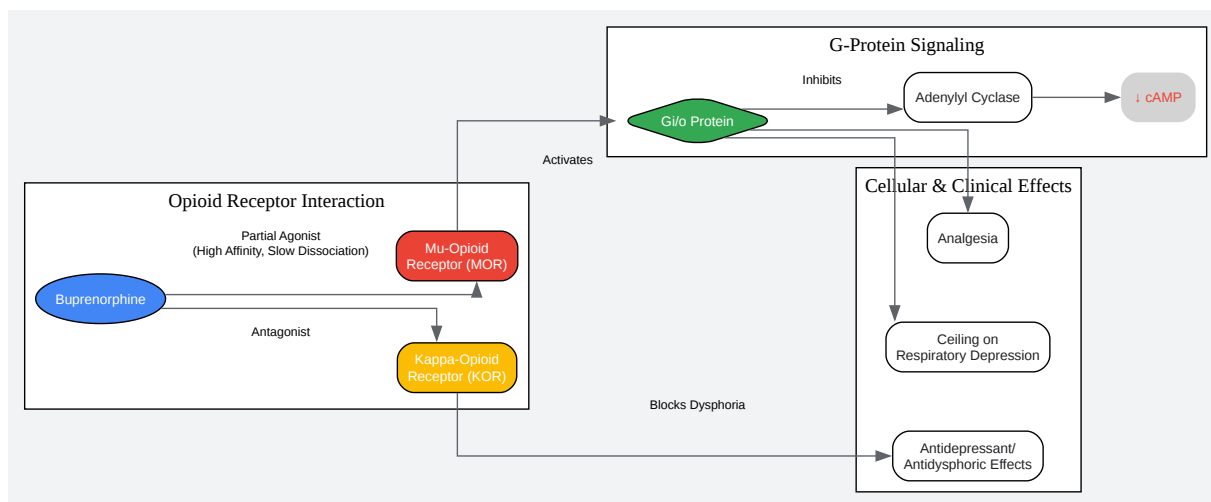 G-Protein Signaling
Inhibits
Adenylyl Cyclase
↓ cAMP
Gi/o Protein
Activates
Opioid Receptor Interaction
Partial Agonist
(High Affinity, Slow Dissociation)
Mu-Opioid
Receptor (MOR)
Buprenorphine
Antagonist
Kappa-Opioid
Receptor (KOR)
Blocks Dysphoria
Cellular & Clinical Effects
Analgesia
Ceiling on
Respiratory Depression
Antidepressant/
Antidysphoric Effects